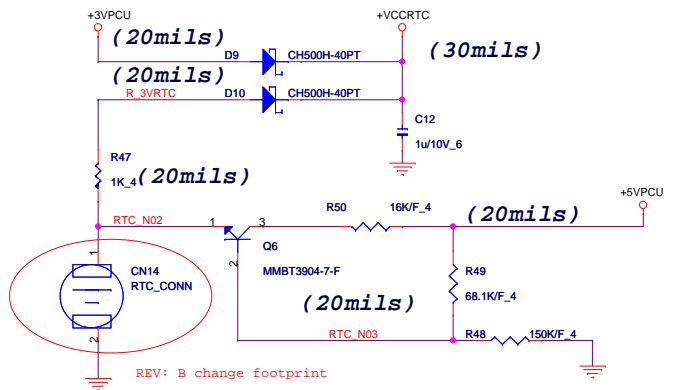 +3VPCU
+VCCRTC
(20mils)
(30mils)
D9
CH500H-40PT
(20mils)
R_3VRTC
D10
CH500H-40PT
C12
1u/10V_6
R47
1K_4
(20mils)
R50
16K/F_4
+5VPCU
RTC_N02
1
3
(20mils)
Q6
MMBT3904-7-F
2
1
CN14
RTC_CONN
R49
68.1K/F_4
(20mils)
RTC_N03
R48
150K/F_4
2
REV: B change footprint